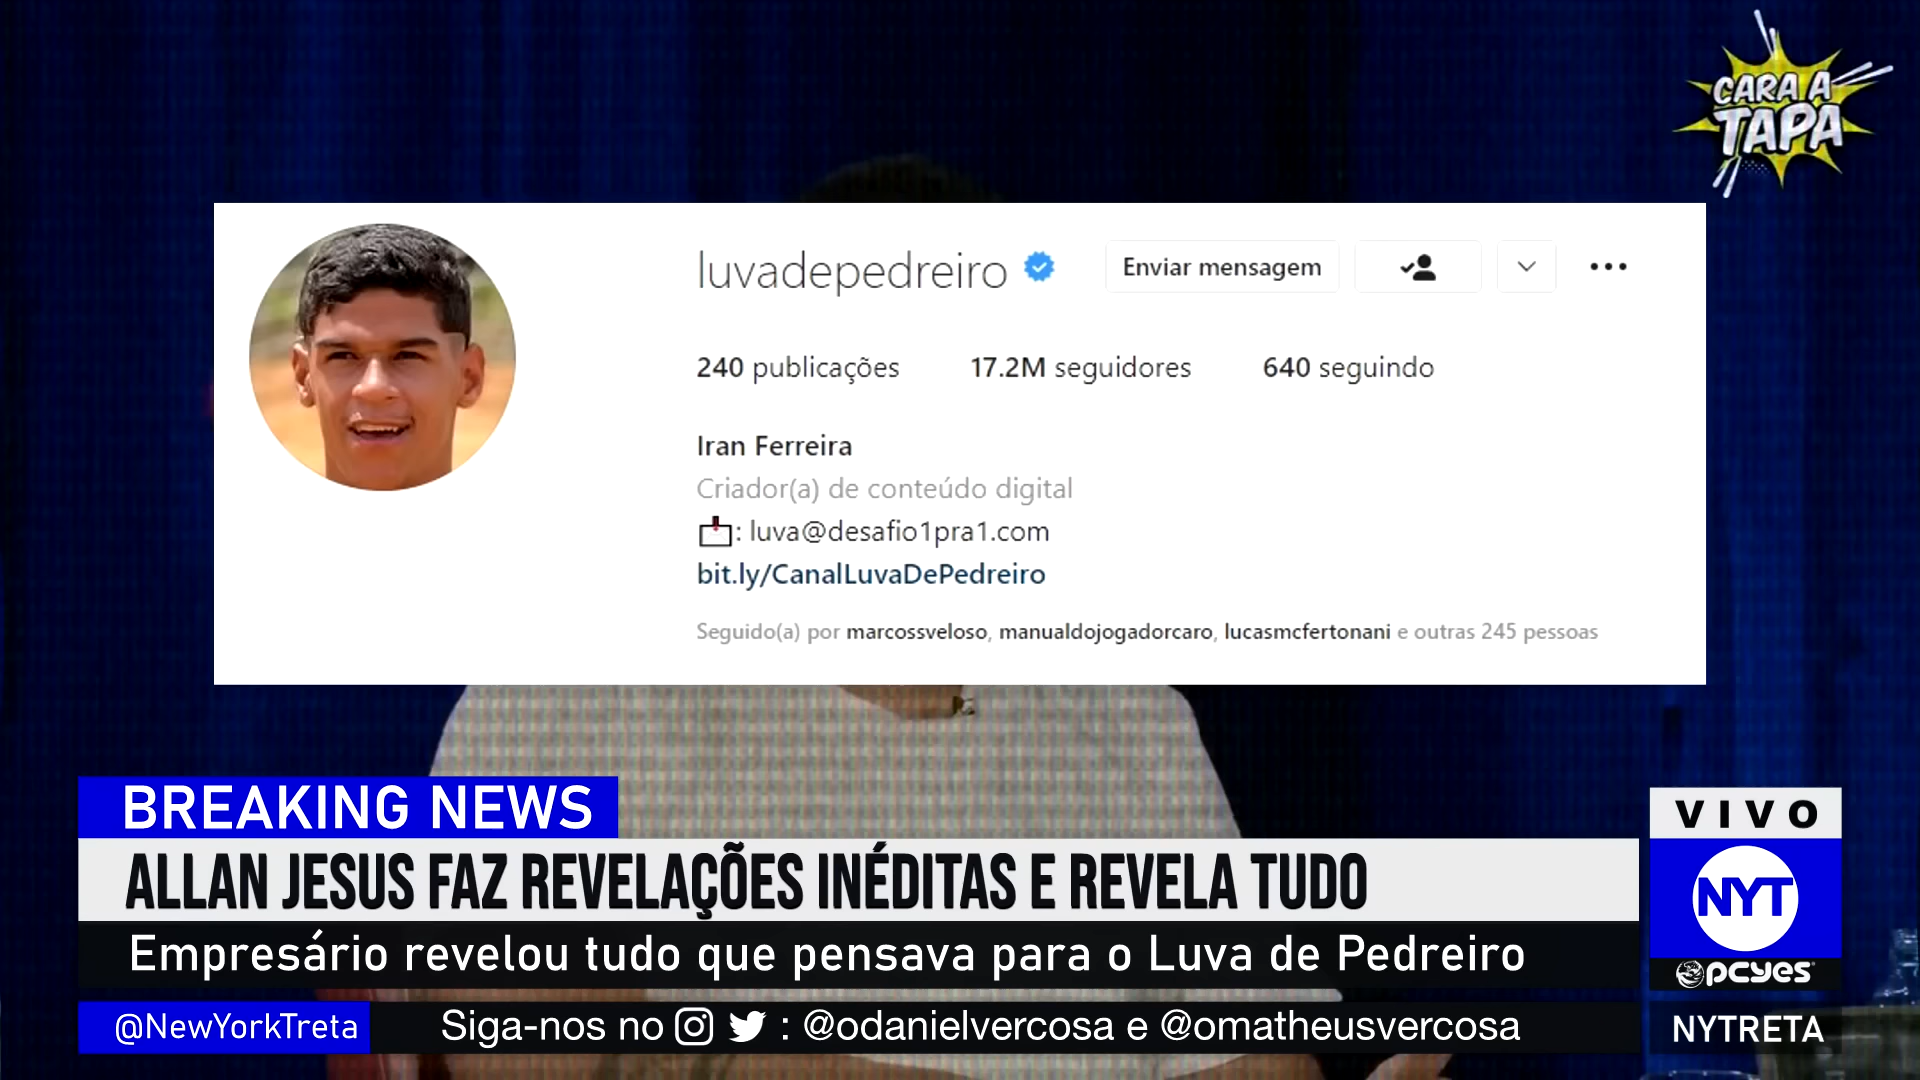 CARA A
TAPA
luvadepedreiro
Enviar mensagem
240 publicações 17.2M seguidores 640 seguindo
Iran Ferreira
Criador(a) de conteúdo digital
: luva@desafio1pra1.com
bit.ly/CanalLuvaDePedreiro
Seguido(a) por marcossveloso, manualdojogadorcaro, lucasmcfertonani e outras 245 pessoas
BREAKING NEWS
ALLAN JESUS FAZ REVELAÇÕES INÉDITAS E REVELA TUDO
Empresário revelou tudo que pensava para o Luva de Pedreiro
@NewYorkTreta
Siga-nos no : @odanielvercosa e @omatheusvercosa
VIVO
NYT
pcyes
NYTRETA